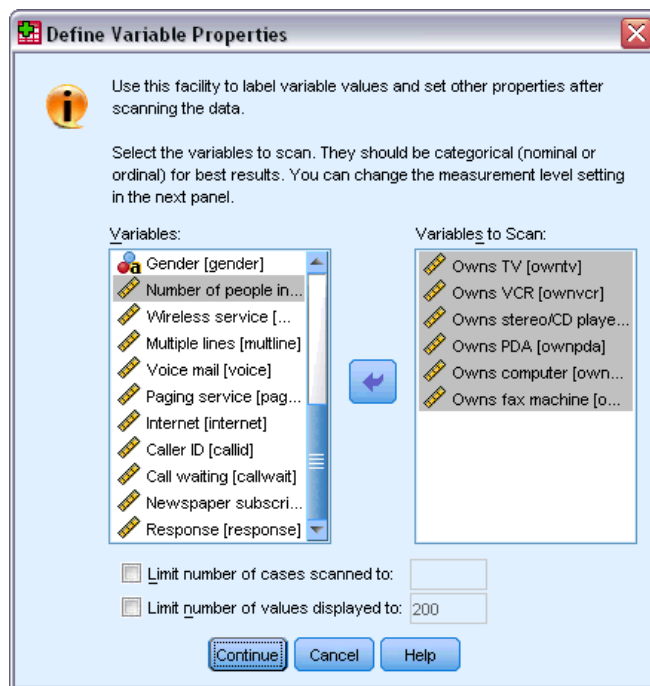 Define Variable Properties
Use this facility to label variable values and set other properties after
scanning the data.
Select the variables to scan. They should be categorical (nominal or
ordinal) for best results. You can change the measurement level setting
in the next panel.
Variables:
Gender [gender]
Number of people in...
Wireless service [...
Multiple lines [multline]
Voice mail [voice]
Paging service [pag...
Internet [internet]
Caller ID [callid]
Call waiting [callwait]
Newspaper subscri...
Response [response]
Variables to Scan:
Owns TV [owntv]
Owns VCR [ownvcr]
Owns stereo/CD playe...
Owns PDA [ownpda]
Owns computer [own...
Owns fax machine [o...
Limit number of cases scanned to:
Limit number of values displayed to: 200
Continue Cancel Help